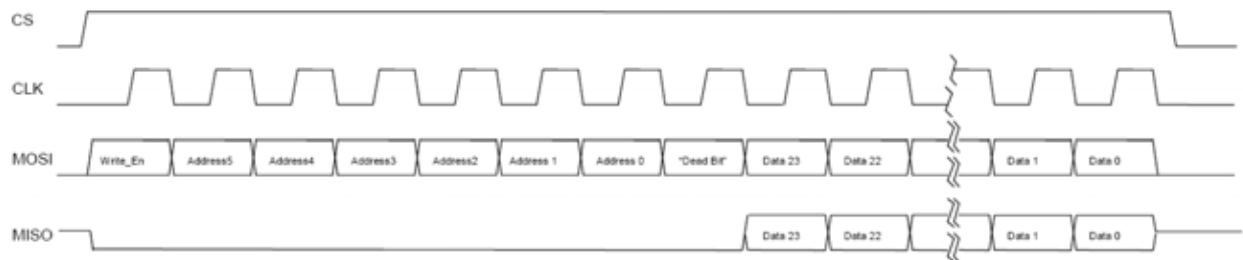 CS
CLK
MOSI Write_En Address5 Address4 Address3 Address2 Address 1 Address 0 "Dead Bit" Data 23 Data 22 Data 1 Data 0
MISO Data 23 Data 22 Data 1 Data 0